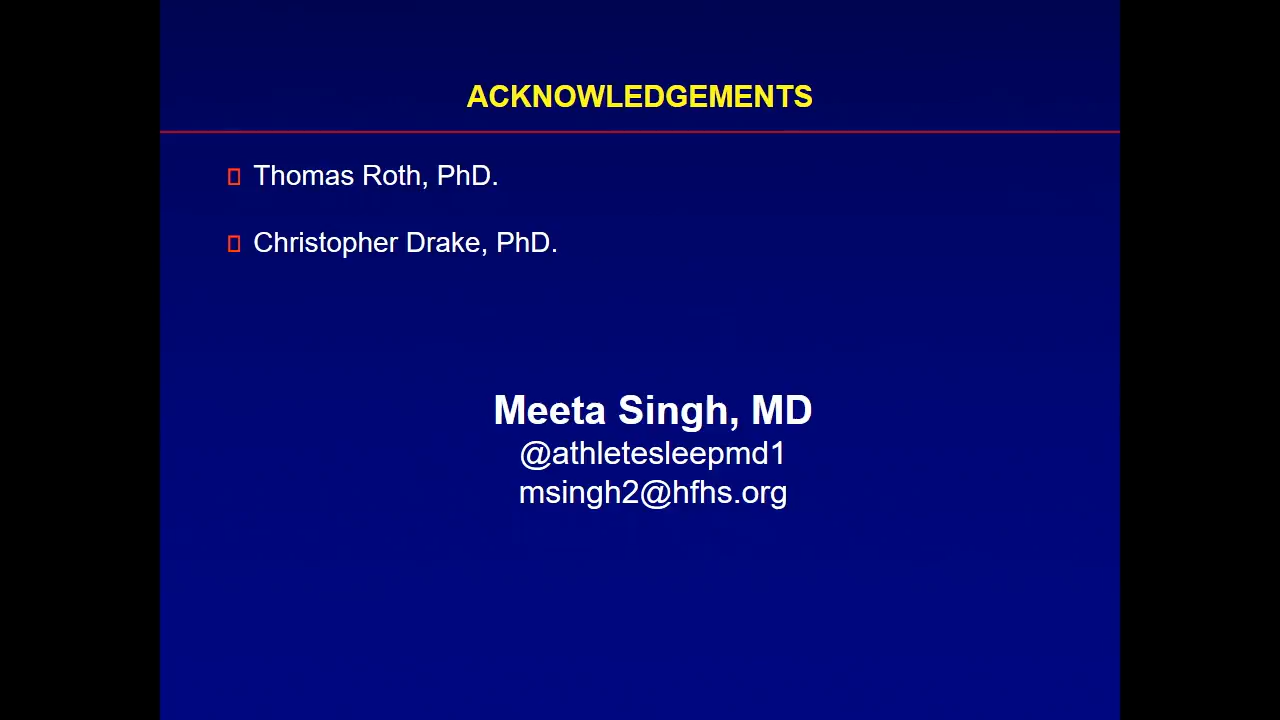 ACKNOWLEDGEMENTS
Thomas Roth, PhD.
Christopher Drake, PhD.
Meeta Singh, MD
@athletesleepmd1
msingh2@hfhs.org